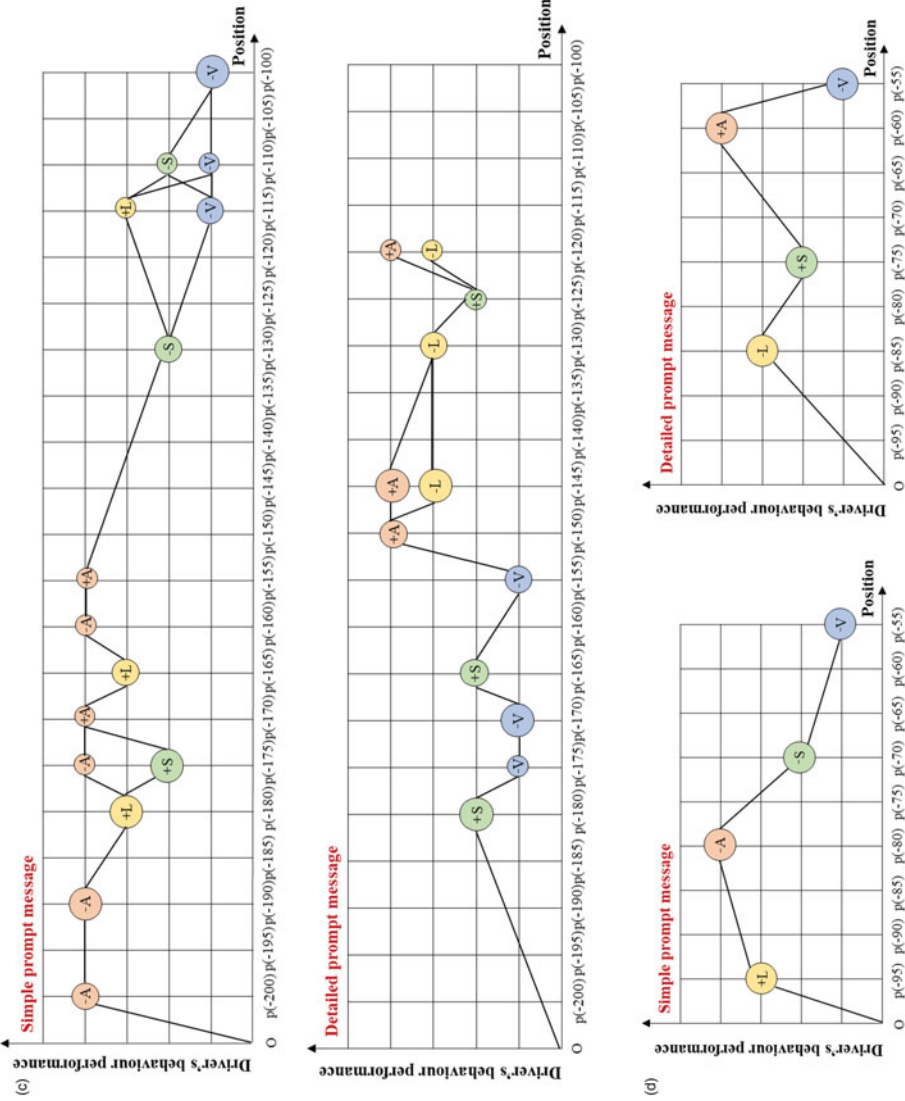 (c)
Simple prompt message
Driver's behaviour performance
-A -A -A +A -A +A
+L +L +L
+S -S -S
-V -V -V
Position
O p(-200) p(-195) p(-190) p(-185) p(-180) p(-175) p(-170) p(-165) p(-160) p(-155) p(-150) p(-145) p(-140) p(-135) p(-130) p(-125) p(-120) p(-115) p(-110) p(-105) p(-100)
Detailed prompt message
Driver's behaviour performance
+A +A +A
-L -L -L
+S +S +S
-V -V -V
Position
O p(-200) p(-195) p(-190) p(-185) p(-180) p(-175) p(-170) p(-165) p(-160) p(-155) p(-150) p(-145) p(-140) p(-135) p(-130) p(-125) p(-120) p(-115) p(-110) p(-105) p(-100)
(d)
Simple prompt message
Driver's behaviour performance
-A
+L
-S
-V
Position
O p(-95) p(-90) p(-85) p(-80) p(-75) p(-70) p(-65) p(-60) p(-55)
Detailed prompt message
Driver's behaviour performance
+A
-L
+S
-V
Position
O p(-95) p(-90) p(-85) p(-80) p(-75) p(-70) p(-65) p(-60) p(-55)